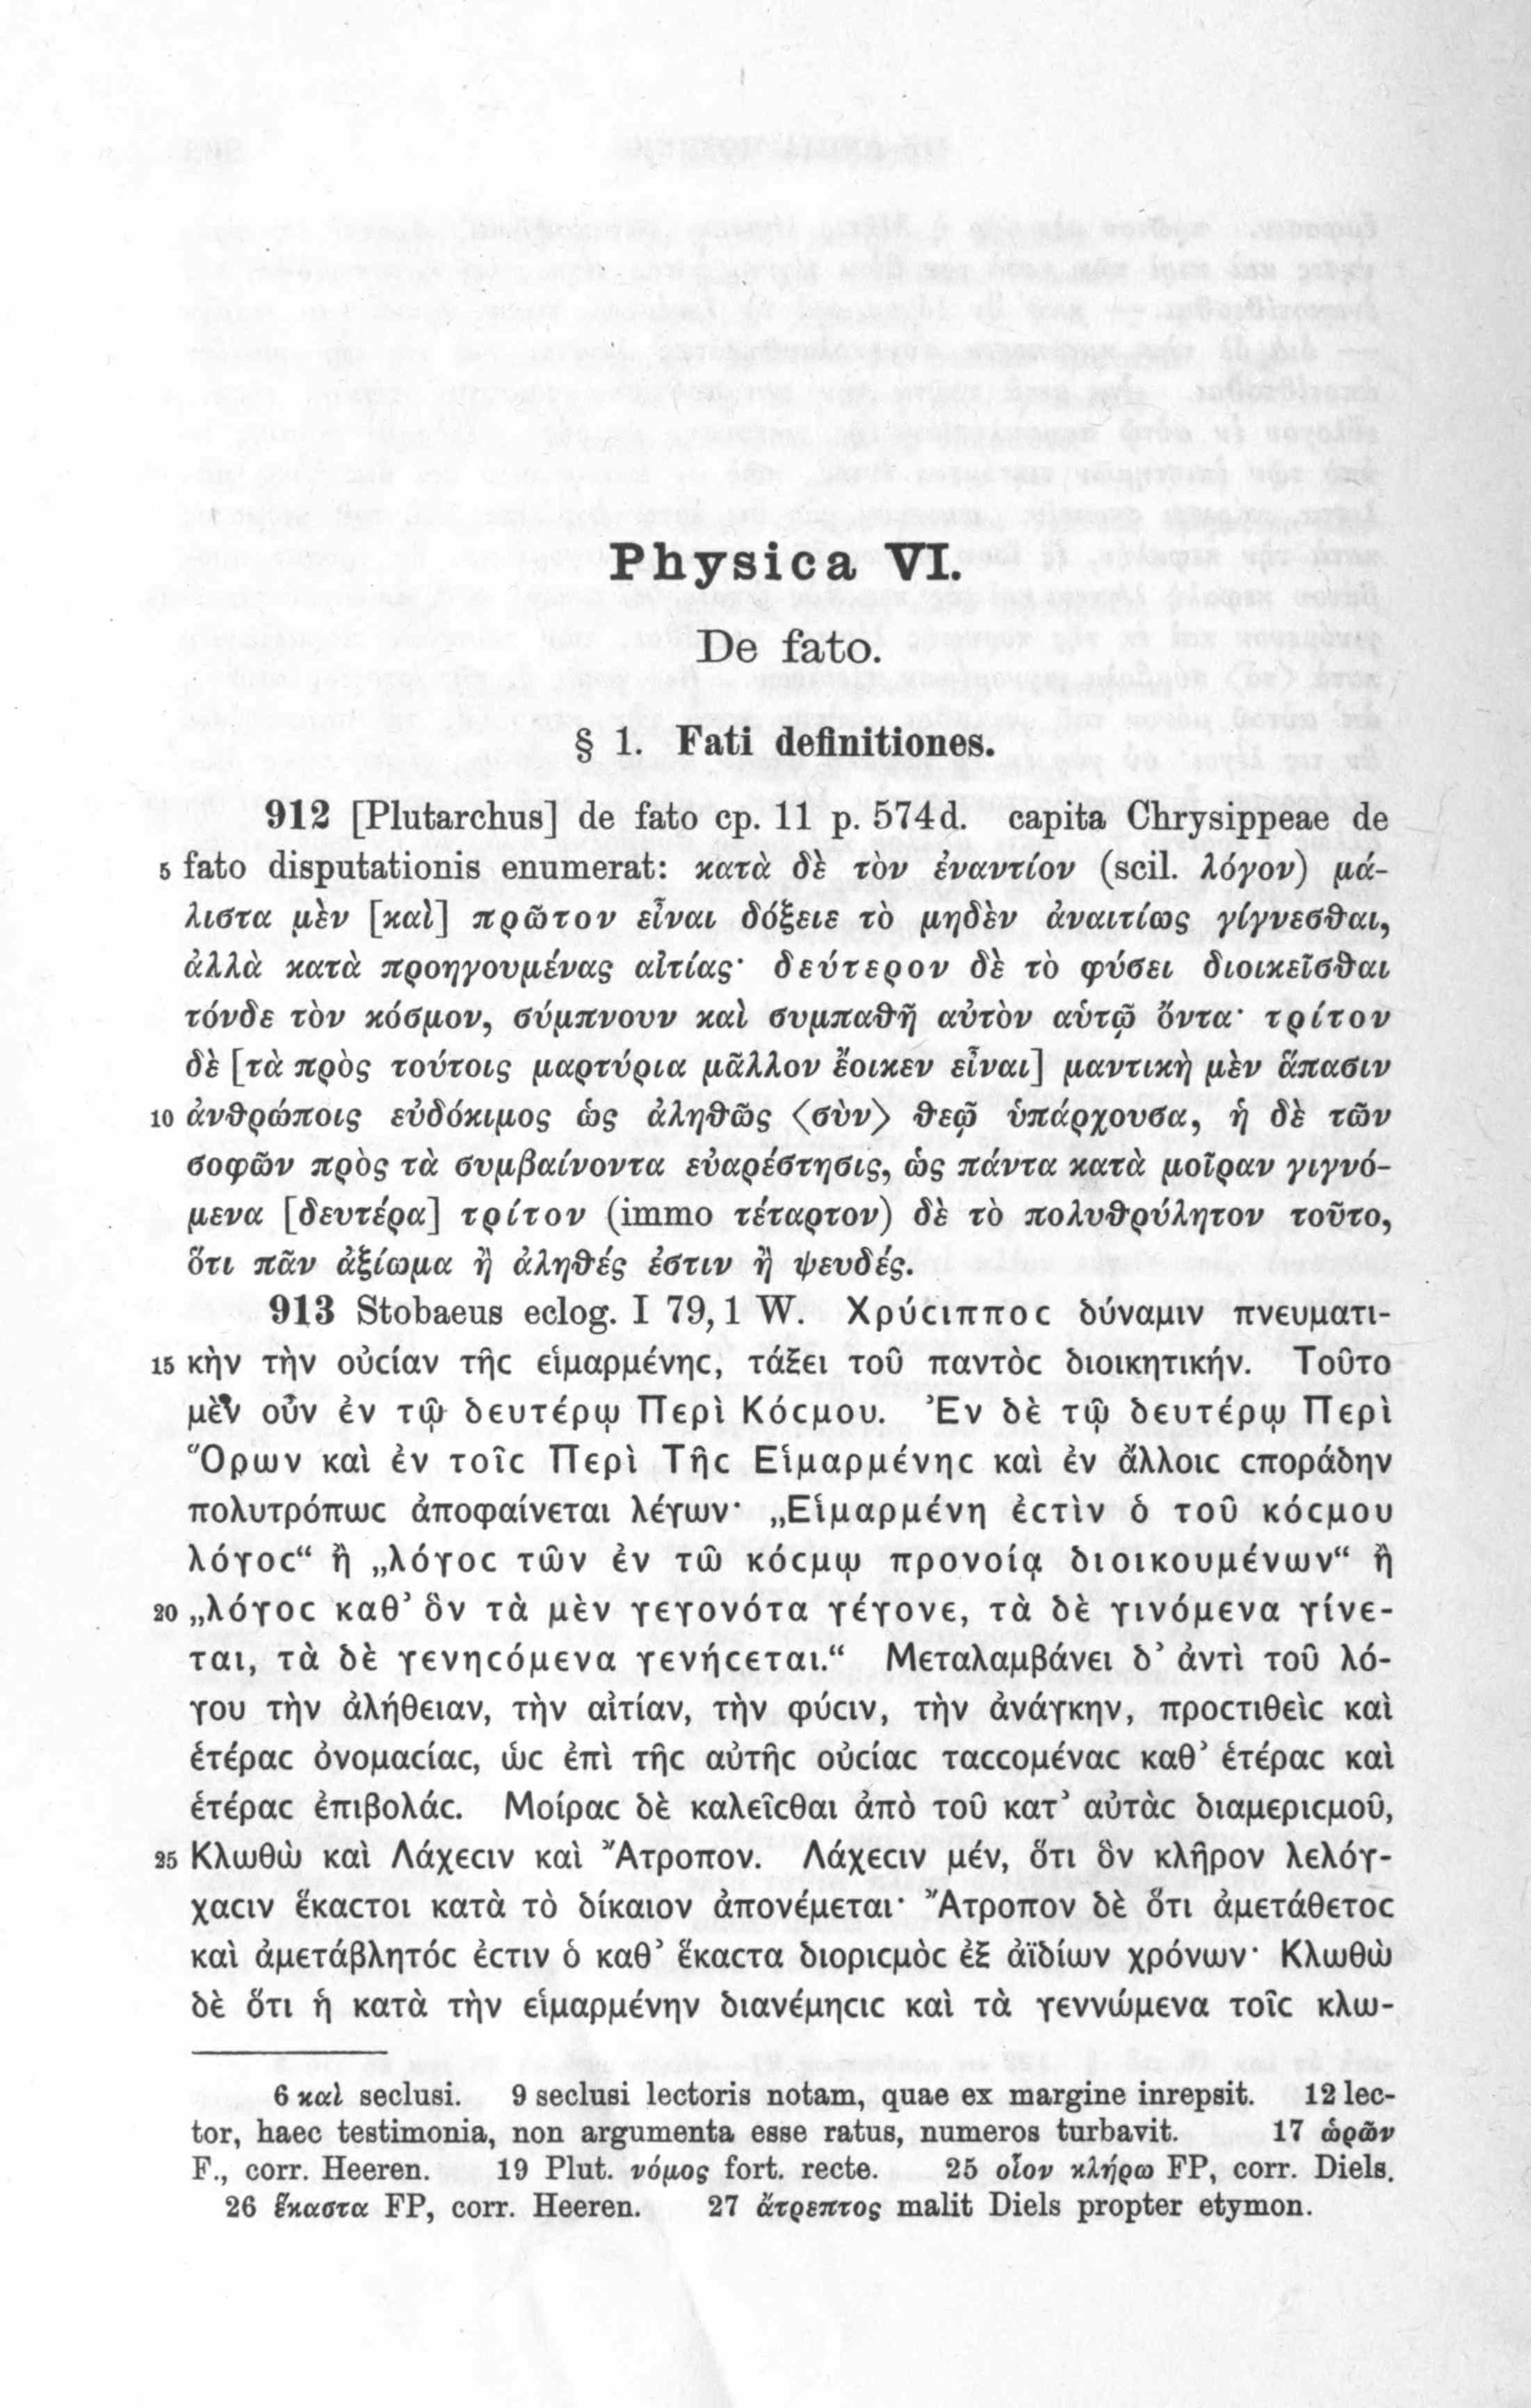 Physica VI.
De fato.
§ 1. Fati definitiones.
912 [Plutarchus] de fato cp. 11 p. 574d. capita Chrysippeae de
5 fato disputationis enumerat: κατὰ δὲ τὸν ἐναντίον (scil. λόγον) μά-
λιστα μὲν [καὶ] πρῶτον εἶναι δόξειε τὸ μηδὲν ἀναιτίως γίγνεσθαι,
ἀλλὰ κατὰ προηγουμένας αἰτίας· δεύτερον δὲ τὸ φύσει διοικεῖσθαι
τόνδε τὸν κόσμον, σύμπνουν καὶ συμπαθῆ αὐτὸν αὑτῷ ὄντα· τρίτον
δὲ [τὰ πρὸς τούτοις μαρτύρια μᾶλλον ἔοικεν εἶναι] μαντικὴ μὲν ἅπασιν
10 ἀνθρώποις εὐδόκιμος ὡς ἀληθῶς 〈σὺν〉 θεῷ ὑπάρχουσα, ἡ δὲ τῶν
σοφῶν πρὸς τὰ συμβαίνοντα εὐαρέστησις, ὡς πάντα κατὰ μοῖραν γιγνό-
μενα [δευτέρα] τρίτον (immo τέταρτον) δὲ τὸ πολυθρύλητον τοῦτο,
ὅτι πᾶν ἀξίωμα ἢ ἀληθές ἐστιν ἢ ψευδές.
913 Stobaeus eclog. I 79,1 W. Χρύϲιπποϲ δύναμιν πνευματι-
15 κὴν τὴν οὐϲίαν τῆϲ εἱμαρμένηϲ, τάξει τοῦ παντὸϲ διοικητικήν. Τοῦτο
μὲν οὖν ἐν τῷ δευτέρῳ Περὶ Κόϲμου. Ἐν δὲ τῷ δευτέρῳ Περὶ
Ὅρων καὶ ἐν τοῖϲ Περὶ Τῆϲ Εἱμαρμένηϲ καὶ ἐν ἄλλοιϲ ϲποράδην
πολυτρόπωϲ ἀποφαίνεται λέγων· „Εἱμαρμένη ἐϲτὶν ὁ τοῦ κόϲμου
λόγοϲ“ ἢ „λόγοϲ τῶν ἐν τῶ κόϲμῳ προνοίᾳ διοικουμένων“ ἢ
20 „λόγοϲ καθ’ ὃν τὰ μὲν γεγονότα γέγονε, τὰ δὲ γινόμενα γίνε-
ται, τὰ δὲ γενηϲόμενα γενήϲεται.“ Μεταλαμβάνει δ’ ἀντὶ τοῦ λό-
γου τὴν ἀλήθειαν, τὴν αἰτίαν, τὴν φύϲιν, τὴν ἀνάγκην, προϲτιθεὶϲ καὶ
ἑτέραϲ ὀνομαϲίαϲ, ὡϲ ἐπὶ τῆϲ αὐτῆϲ οὐϲίαϲ ταϲϲομέναϲ καθ’ ἑτέραϲ καὶ
ἑτέραϲ ἐπιβολάϲ. Μοίραϲ δὲ καλεῖϲθαι ἀπὸ τοῦ κατ’ αὐτὰϲ διαμεριϲμοῦ,
25 Κλωθὼ καὶ Λάχεϲιν καὶ Ἄτροπον. Λάχεϲιν μέν, ὅτι ὃν κλῆρον λελόγ-
χαϲιν ἕκαϲτοι κατὰ τὸ δίκαιον ἀπονέμεται· Ἄτροπον δὲ ὅτι ἀμετάθετοϲ
καὶ ἀμετάβλητόϲ ἐϲτιν ὁ καθ’ ἕκαϲτα διοριϲμὸϲ ἐξ ἀϊδίων χρόνων· Κλωθὼ
δὲ ὅτι ἡ κατὰ τὴν εἱμαρμένην διανέμηϲιϲ καὶ τὰ γεννώμενα τοῖϲ κλω-
6 καὶ seclusi. 9 seclusi lectoris notam, quae ex margine inrepsit. 12 lec-
tor, haec testimonia, non argumenta esse ratus, numeros turbavit. 17 ὡρῶν
F., corr. Heeren. 19 Plut. νόμος fort. recte. 25 οἷον κλήρω FP, corr. Diels.
26 ἕκαστα FP, corr. Heeren. 27 ἄτρεπτος malit Diels propter etymon.